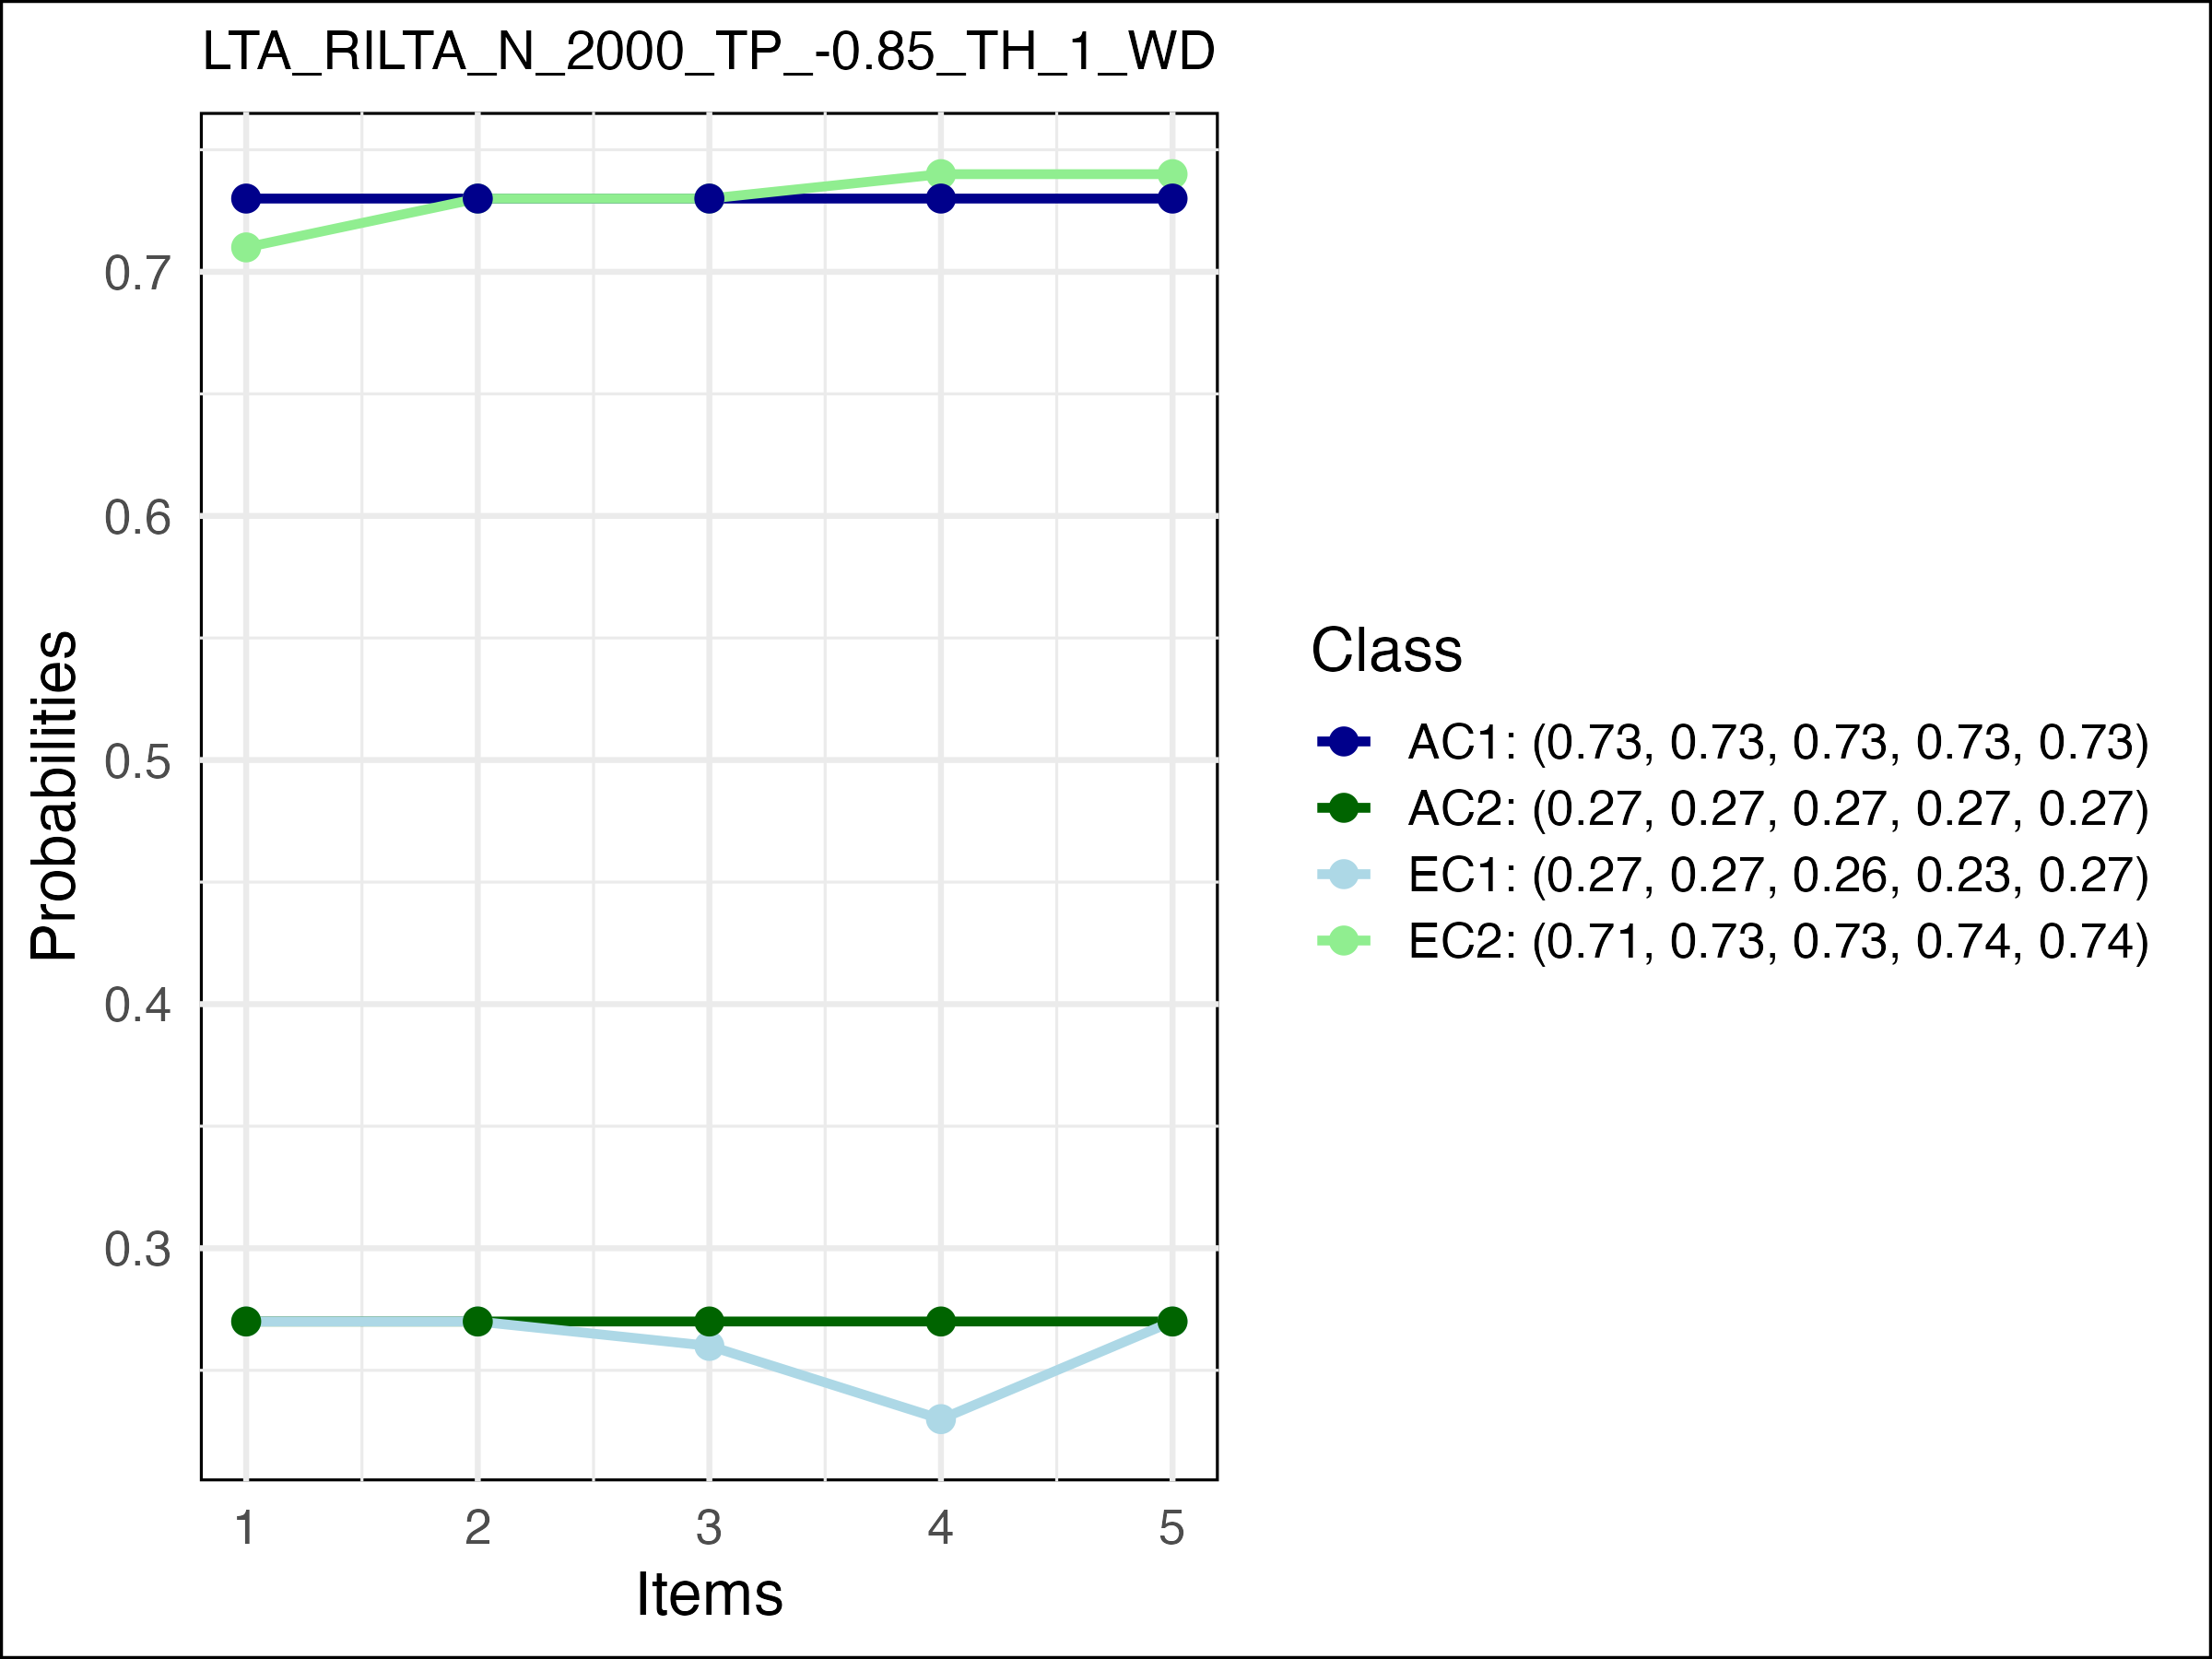 LTA_RILTA_N_2000_TP_-0.85_TH_1_WD
Probabilities
0.7
0.6
0.5
0.4
0.3
1 2 3 4 5
Items
Class
AC1: (0.73, 0.73, 0.73, 0.73, 0.73)
AC2: (0.27, 0.27, 0.27, 0.27, 0.27)
EC1: (0.27, 0.27, 0.26, 0.23, 0.27)
EC2: (0.71, 0.73, 0.73, 0.74, 0.74)